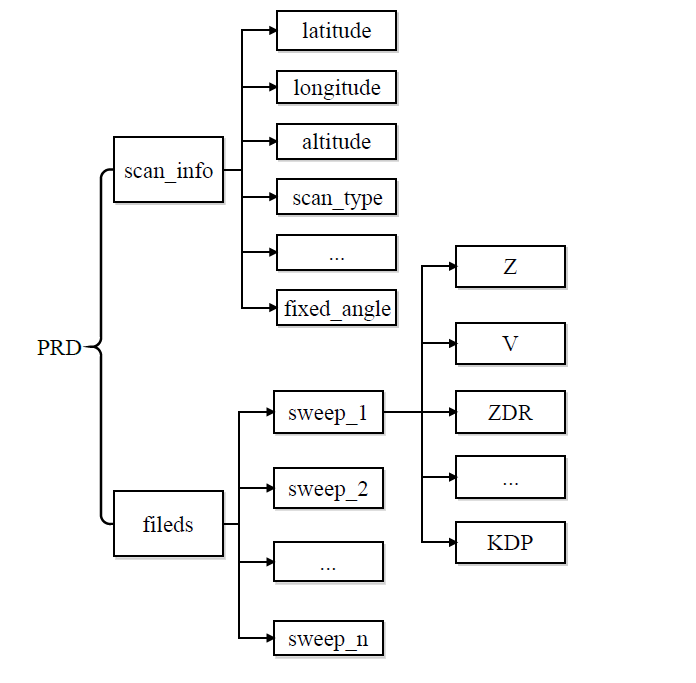 PRD
scan_info
latitude
longitude
altitude
scan_type
...
fixed_angle
fileds
sweep_1
sweep_2
...
sweep_n
Z
V
ZDR
...
KDP